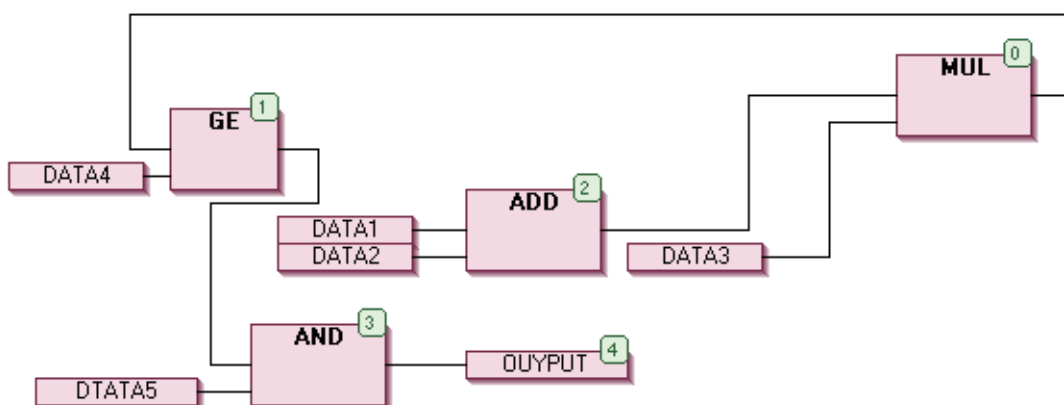 MUL 0
GE 1
DATA4
ADD 2
DATA1
DATA2
DATA3
AND 3
OUYPUT 4
DTATA5